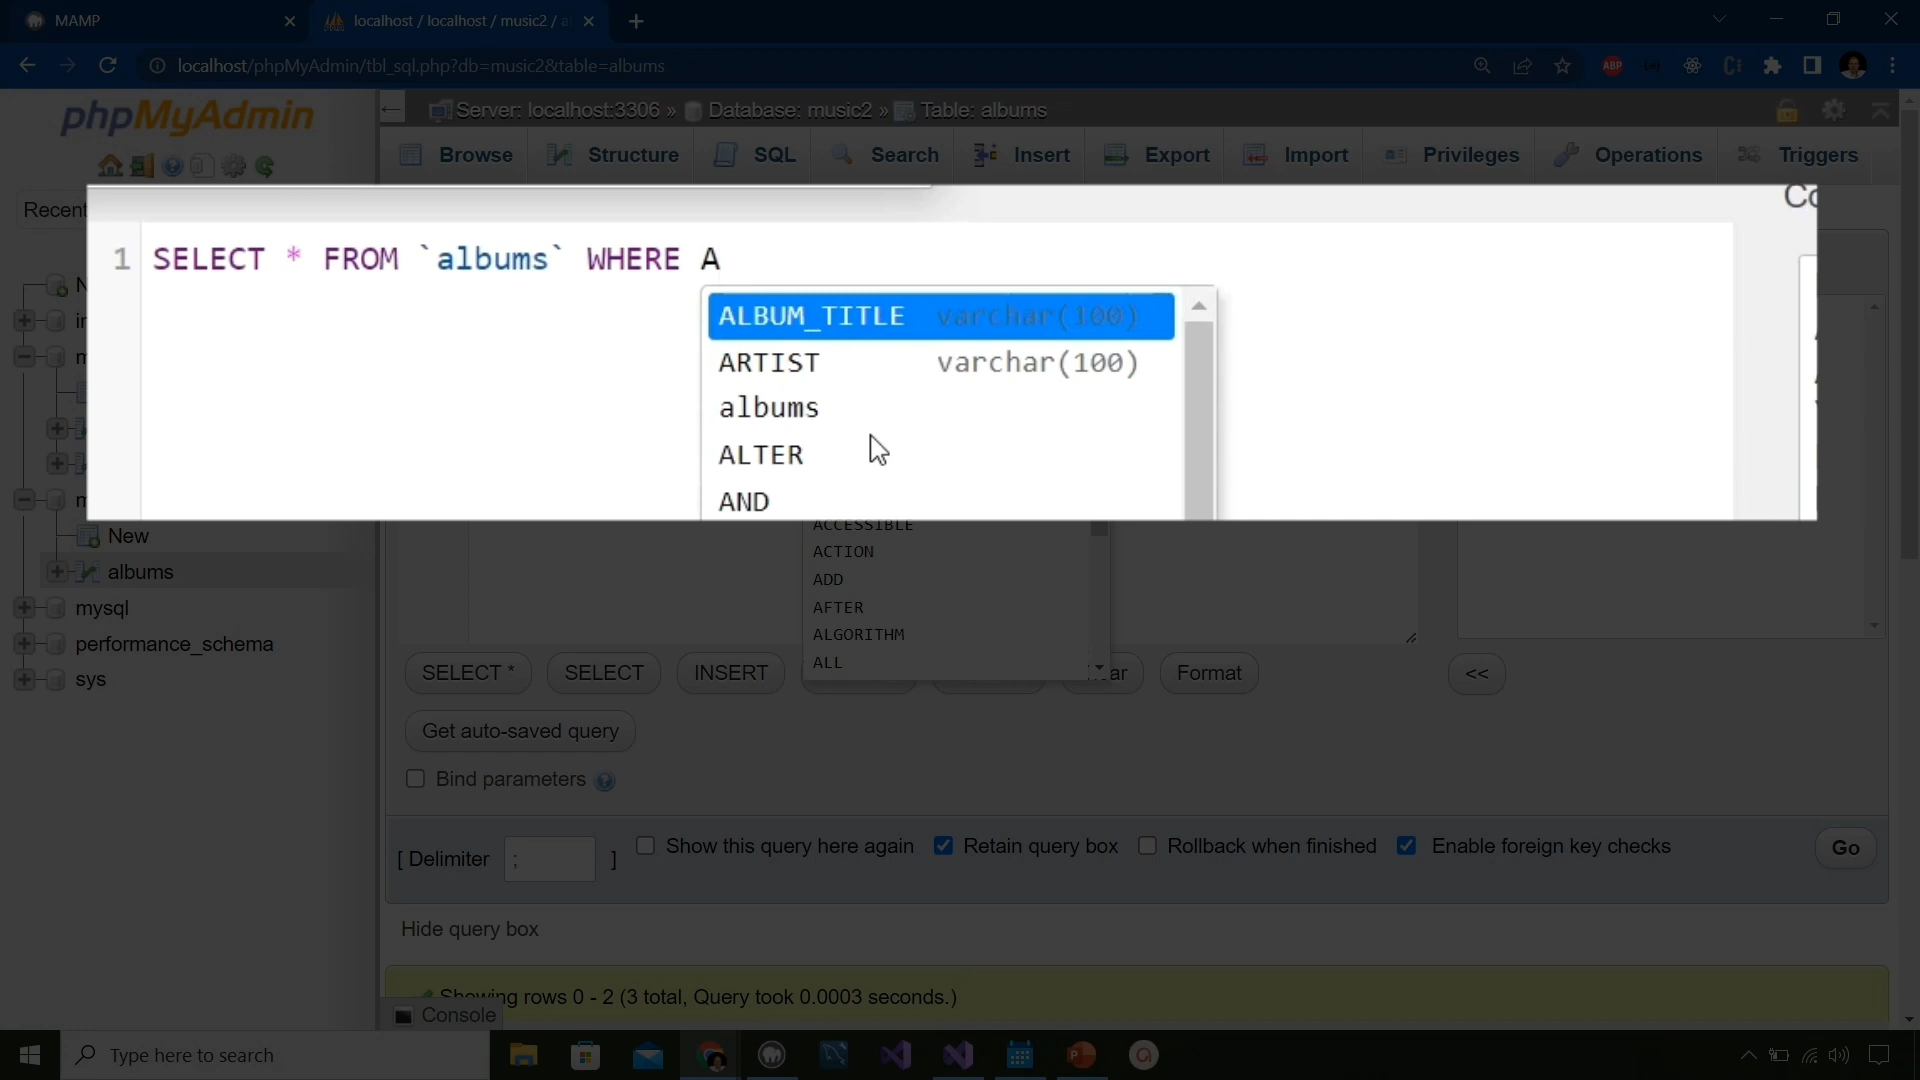 MAMP
localhost / localhost / music2 / a
localhost/phpMyAdmin/tbl_sql.php?db=music2&table=albums
ABP
phpMyAdmin
Server: localhost:3306 » Database: music2 » Table: albums
Browse Structure SQL Search Insert Export Import Privileges Operations Triggers
Recent
1 SELECT * FROM `albums` WHERE A
ALBUM_TITLE varchar(100)
ARTIST varchar(100)
albums
ALTER
AND
ACCESSIBLE
ACTION
ADD
AFTER
ALGORITHM
ALL
New
albums
mysql
performance_schema
sys
SELECT * SELECT INSERT Format <<
Get auto-saved query
Bind parameters
[ Delimiter ; ] Show this query here again Retain query box Rollback when finished Enable foreign key checks Go
Hide query box
Showing rows 0 - 2 (3 total, Query took 0.0003 seconds.)
Console
Type here to search